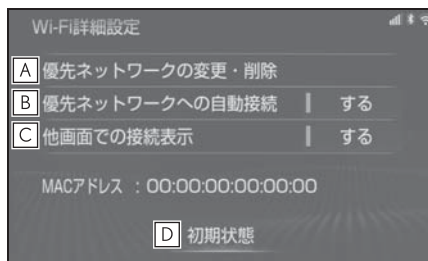 Wi-Fi詳細設定
A 優先ネットワークの変更・削除
B 優先ネットワークへの自動接続 する
C 他画面での接続表示 する
MACアドレス : 00:00:00:00:00:00
D 初期状態